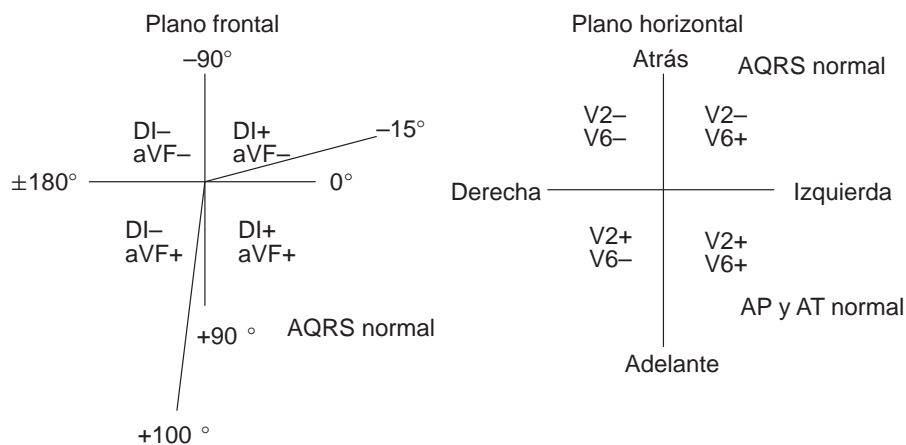 Plano frontal
–90°
DI–
aVF–
DI+
aVF–
–15°
±180°
0°
DI–
aVF+
DI+
aVF+
+90 °
AQRS normal
+100 °
Plano horizontal
Atrás
AQRS normal
V2–
V6–
V2–
V6+
Derecha
Izquierda
V2+
V6–
V2+
V6+
AP y AT normal
Adelante